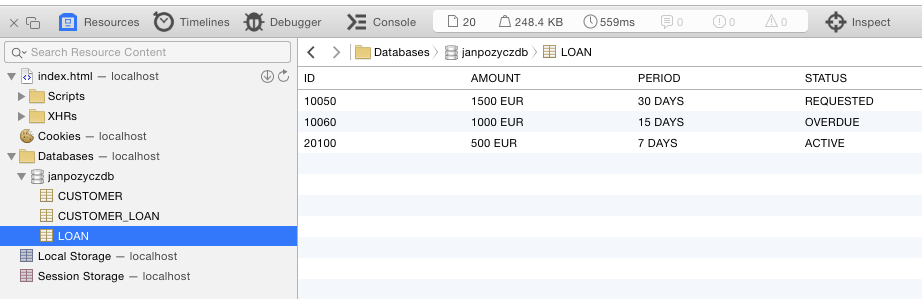 Resources Timelines Debugger Console 20 248.4 KB 559ms 0 0 0 Inspect
Search Resource Content
Databases janpozyczdb LOAN
index.html — localhost
Scripts
XHRs
Cookies — localhost
Databases — localhost
janpozyczdb
CUSTOMER
CUSTOMER_LOAN
LOAN
Local Storage — localhost
Session Storage — localhost
ID AMOUNT PERIOD STATUS
10050 1500 EUR 30 DAYS REQUESTED
10060 1000 EUR 15 DAYS OVERDUE
20100 500 EUR 7 DAYS ACTIVE